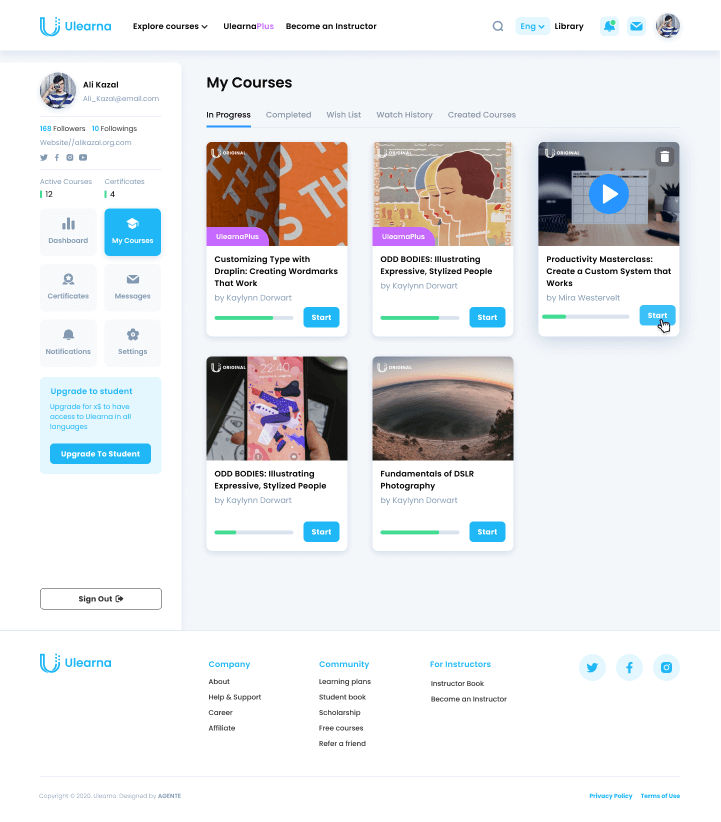 Ulearna
Explore courses
UlearnaPlus
Become an Instructor
Eng
Library
Ali Kazal
Ali_Kazal@email.com
168 Followers 10 Followings
Website//alikazal.org.com
Active Courses Certificates
12 4
Dashboard
My Courses
Certificates
Messages
Notifications
Settings
Upgrade to student
Upgrade for x$ to have
access to Ulearna in all
languages
Upgrade To Student
Sign Out
My Courses
In Progress
Completed
Wish List
Watch History
Created Courses
ORIGINAL
UlearnaPlus
Customizing Type with
Draplin: Creating Wordmarks
That Work
by Kaylynn Dorwart
Start
ORIGINAL
UlearnaPlus
ODD BODIES: Illustrating
Expressive, Stylized People
by Kaylynn Dorwart
Start
ORIGINAL
Productivity Masterclass:
Create a Custom System that
Works
by Mira Westervelt
Start
ORIGINAL
22:40
ODD BODIES: Illustrating
Expressive, Stylized People
by Kaylynn Dorwart
Start
ORIGINAL
Fundamentals of DSLR
Photography
by Kaylynn Dorwart
Start
Ulearna
Company
About
Help & Support
Career
Affiliate
Community
Learning plans
Student book
Scholarship
Free courses
Refer a friend
For Instructors
Instructor Book
Become an Instructor
Copyright © 2020. Ulearna. Designed by AGENTE
Privacy Policy
Terms of Use